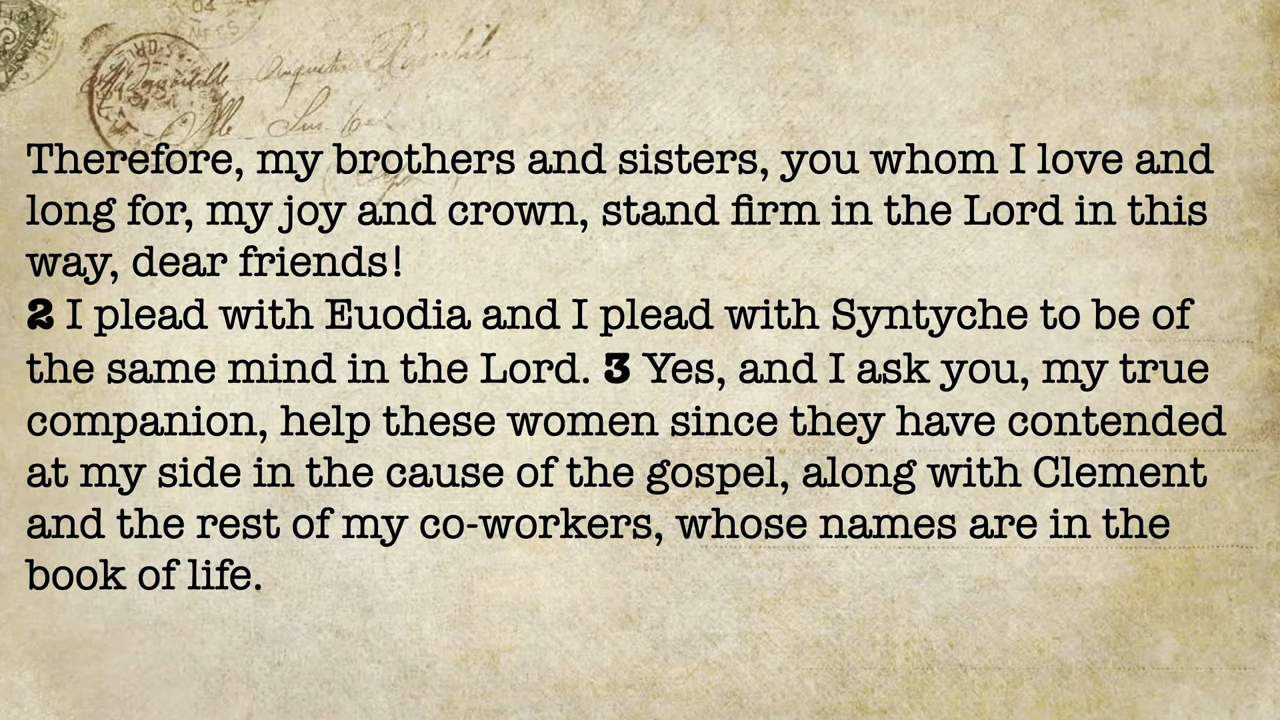 Therefore, my brothers and sisters, you whom I love and
long for, my joy and crown, stand firm in the Lord in this
way, dear friends!
2 I plead with Euodia and I plead with Syntyche to be of
the same mind in the Lord. 3 Yes, and I ask you, my true
companion, help these women since they have contended
at my side in the cause of the gospel, along with Clement
and the rest of my co-workers, whose names are in the
book of life.